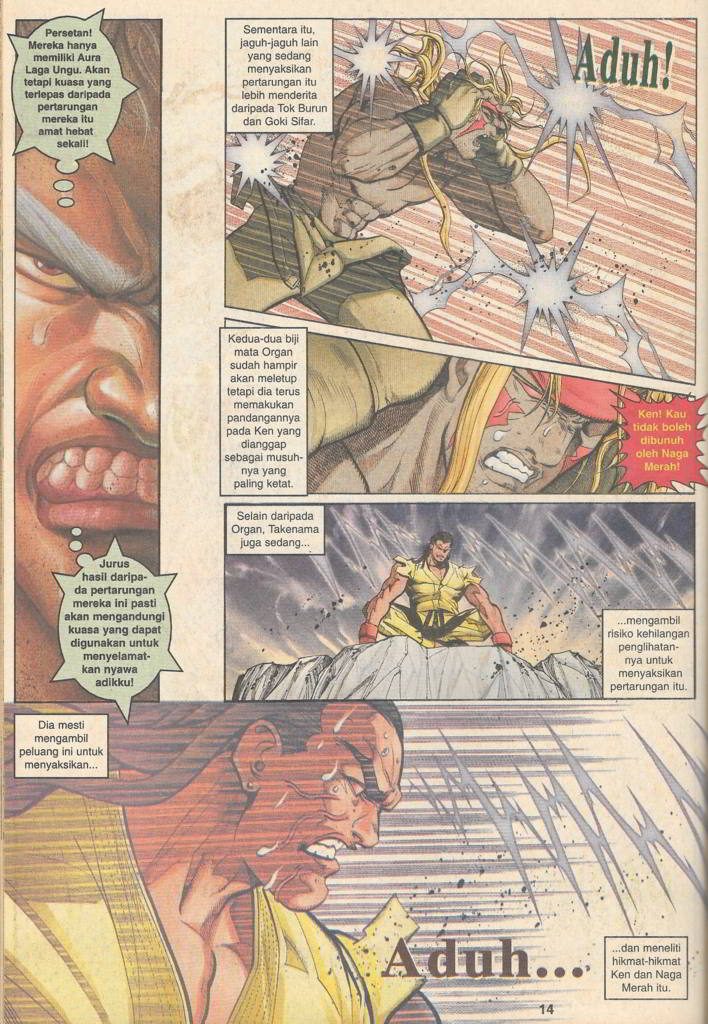 Persetan!
Mereka hanya
memiliki Aura
Laga Ungu. Akan
tetapi kuasa yang
terlepas daripada
pertarungan
mereka itu
amat hebat
sekali!
Sementara itu,
jaguh-jaguh lain
yang sedang
menyaksikan
pertarungan itu
lebih menderita
daripada Tok Burun
dan Goki Sifar.
Aduh!
Kedua-dua biji
mata Organ
sudah hampir
akan meletup
tetapi dia terus
memakukan
pandangannya
pada Ken yang
dianggap
sebagai musuh-
nya yang
paling ketat.
Ken! Kau
tidak boleh
dibunuh
oleh Naga
Merah!
Selain daripada
Organ, Takenama
juga sedang...
...mengambil
risiko kehilangan
penglihatan-
nya untuk
menyaksikan
pertarungan itu.
Jurus
hasil daripa-
da pertarungan
mereka ini pasti
akan mengandungi
kuasa yang dapat
digunakan untuk
menyelamat-
kan nyawa
adikku!
Dia mesti
mengambil
peluang ini untuk
menyaksikan...
Aduh...
...dan meneliti
hikmat-hikmat
Ken dan Naga
Merah itu.
14